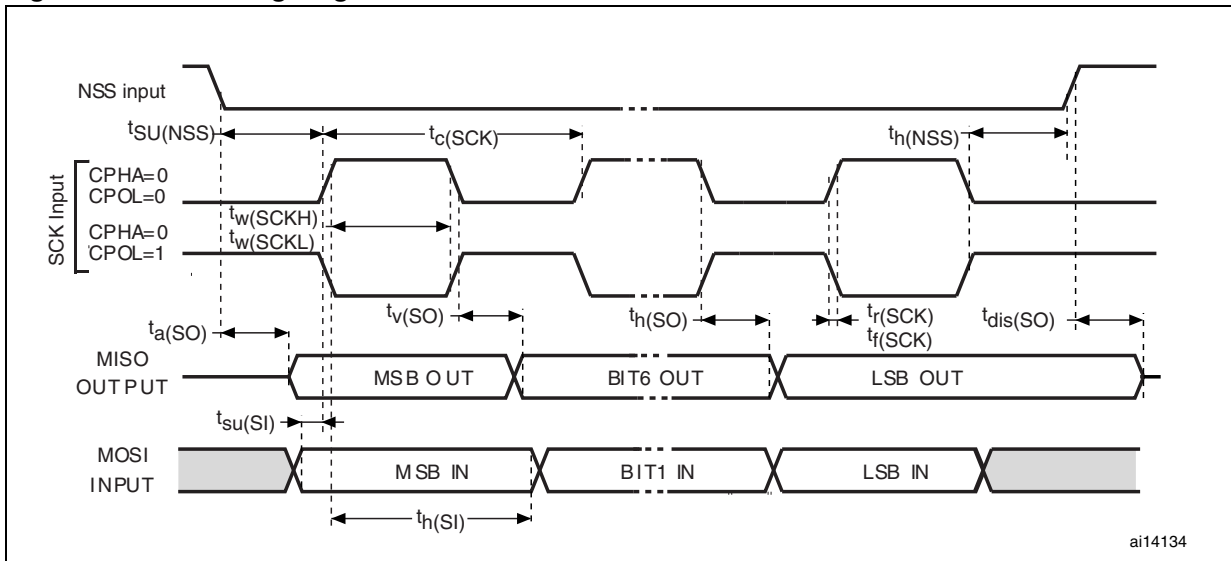 NSS input
tSU(NSS)
tc(SCK)
th(NSS)
SCK Input
CPHA=0
CPOL=0
tw(SCKH)
tw(SCKL)
CPHA=0
CPOL=1
ta(SO)
tv(SO)
th(SO)
tr(SCK)
tf(SCK)
tdis(SO)
MISO
OUTPUT
MSB OUT
BIT6 OUT
LSB OUT
tsu(SI)
MOSI
INPUT
MSB IN
BIT1 IN
LSB IN
th(SI)
ai14134